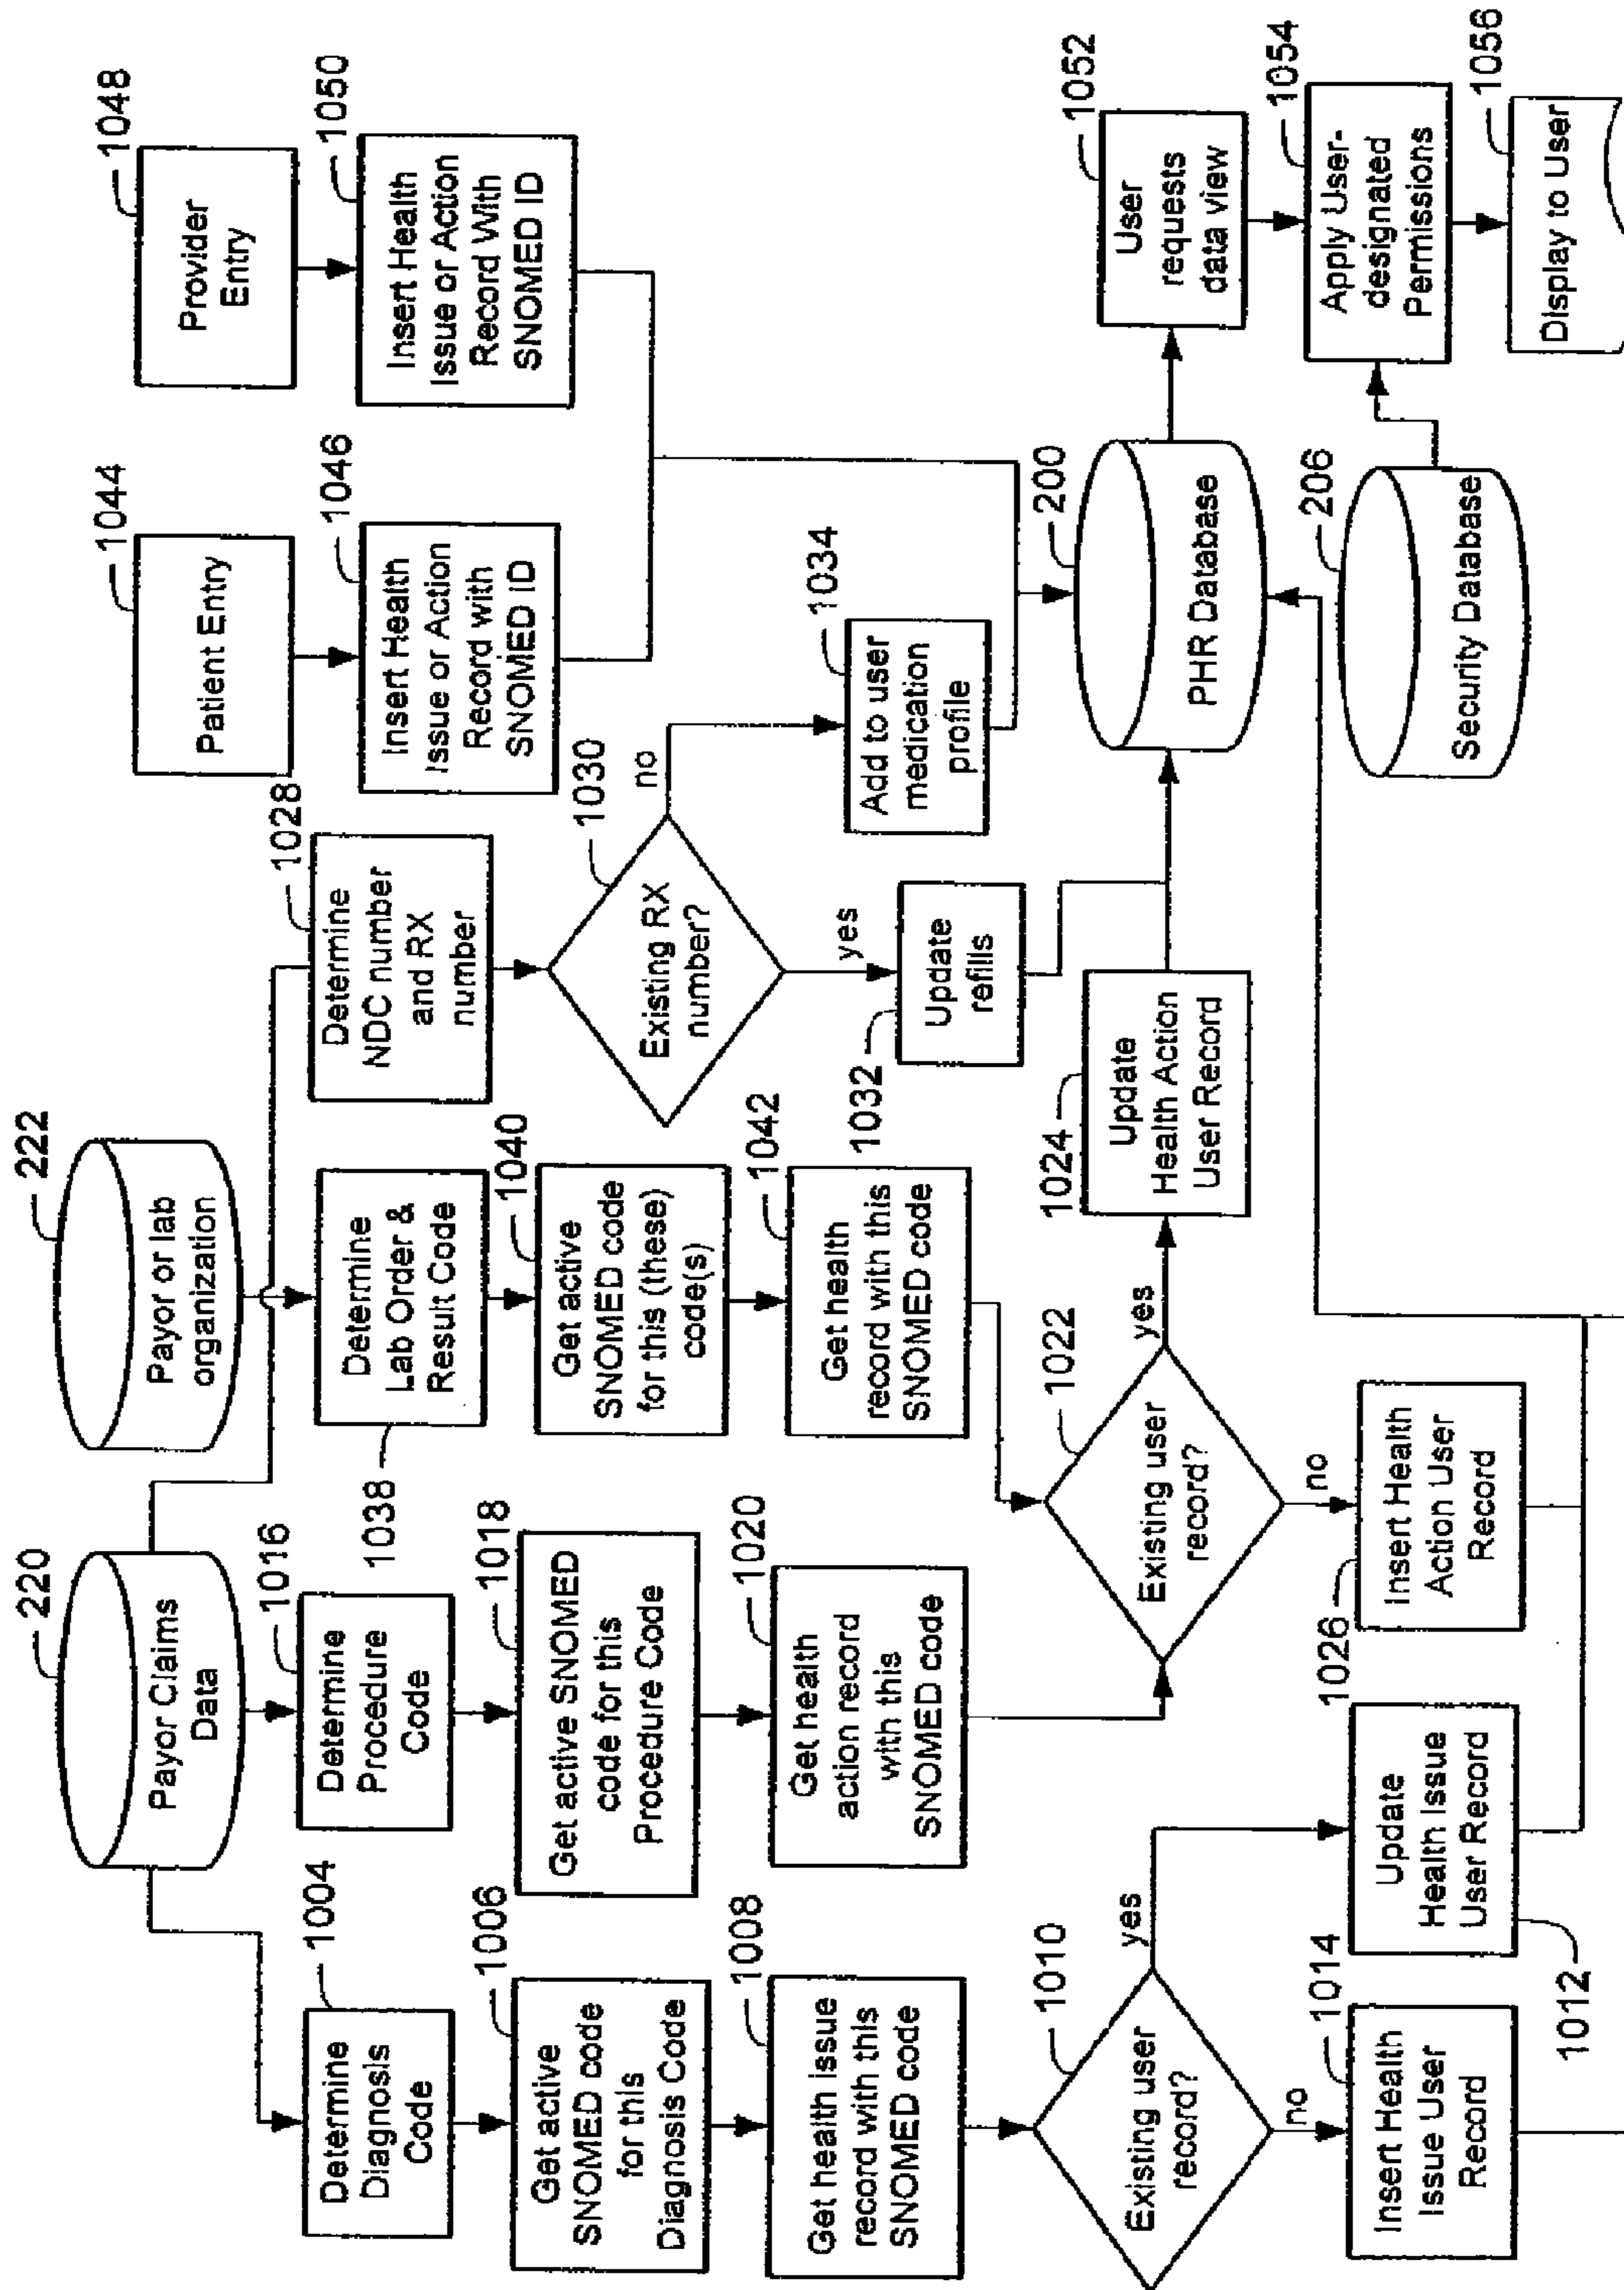 220
Payor Claims
Data
222
Payor or lab
organization
1044
Patient Entry
1048
Provider
Entry
1004
Determine
Diagnosis
Code
1016
Determine
Procedure
Code
1038
Determine
Lab Order &
Result Code
1028
Determine
NDC number
and RX
number
1046
Insert Health
Issue or Action
Record with
SNOMED ID
1050
Insert Health
Issue or Action
Record With
SNOMED ID
1006
Get active
SNOMED code
for this
Diagnosis Code
1018
Get active SNOMED
code for this
Procedure Code
1040
Get active
SNOMED code
for this (these)
code(s)
1030
Existing RX
number?
no
yes
1008
Get health issue
record with this
SNOMED code
1020
Get health
action record
with this
SNOMED code
1042
Get health
record with this
SNOMED code
1032
Update
refills
1034
Add to user
medication
profile
1010
Existing user
record?
yes
no
1022
Existing user
record?
yes
no
1024
Update
Health Action
User Record
200
PHR Database
1052
User
requests
data view
1014
Insert Health
Issue User
Record
1012
Update
Health Issue
User Record
1026
Insert Health
Action User
Record
206
Security Database
1054
Apply User-
designated
Permissions
1056
Display to User